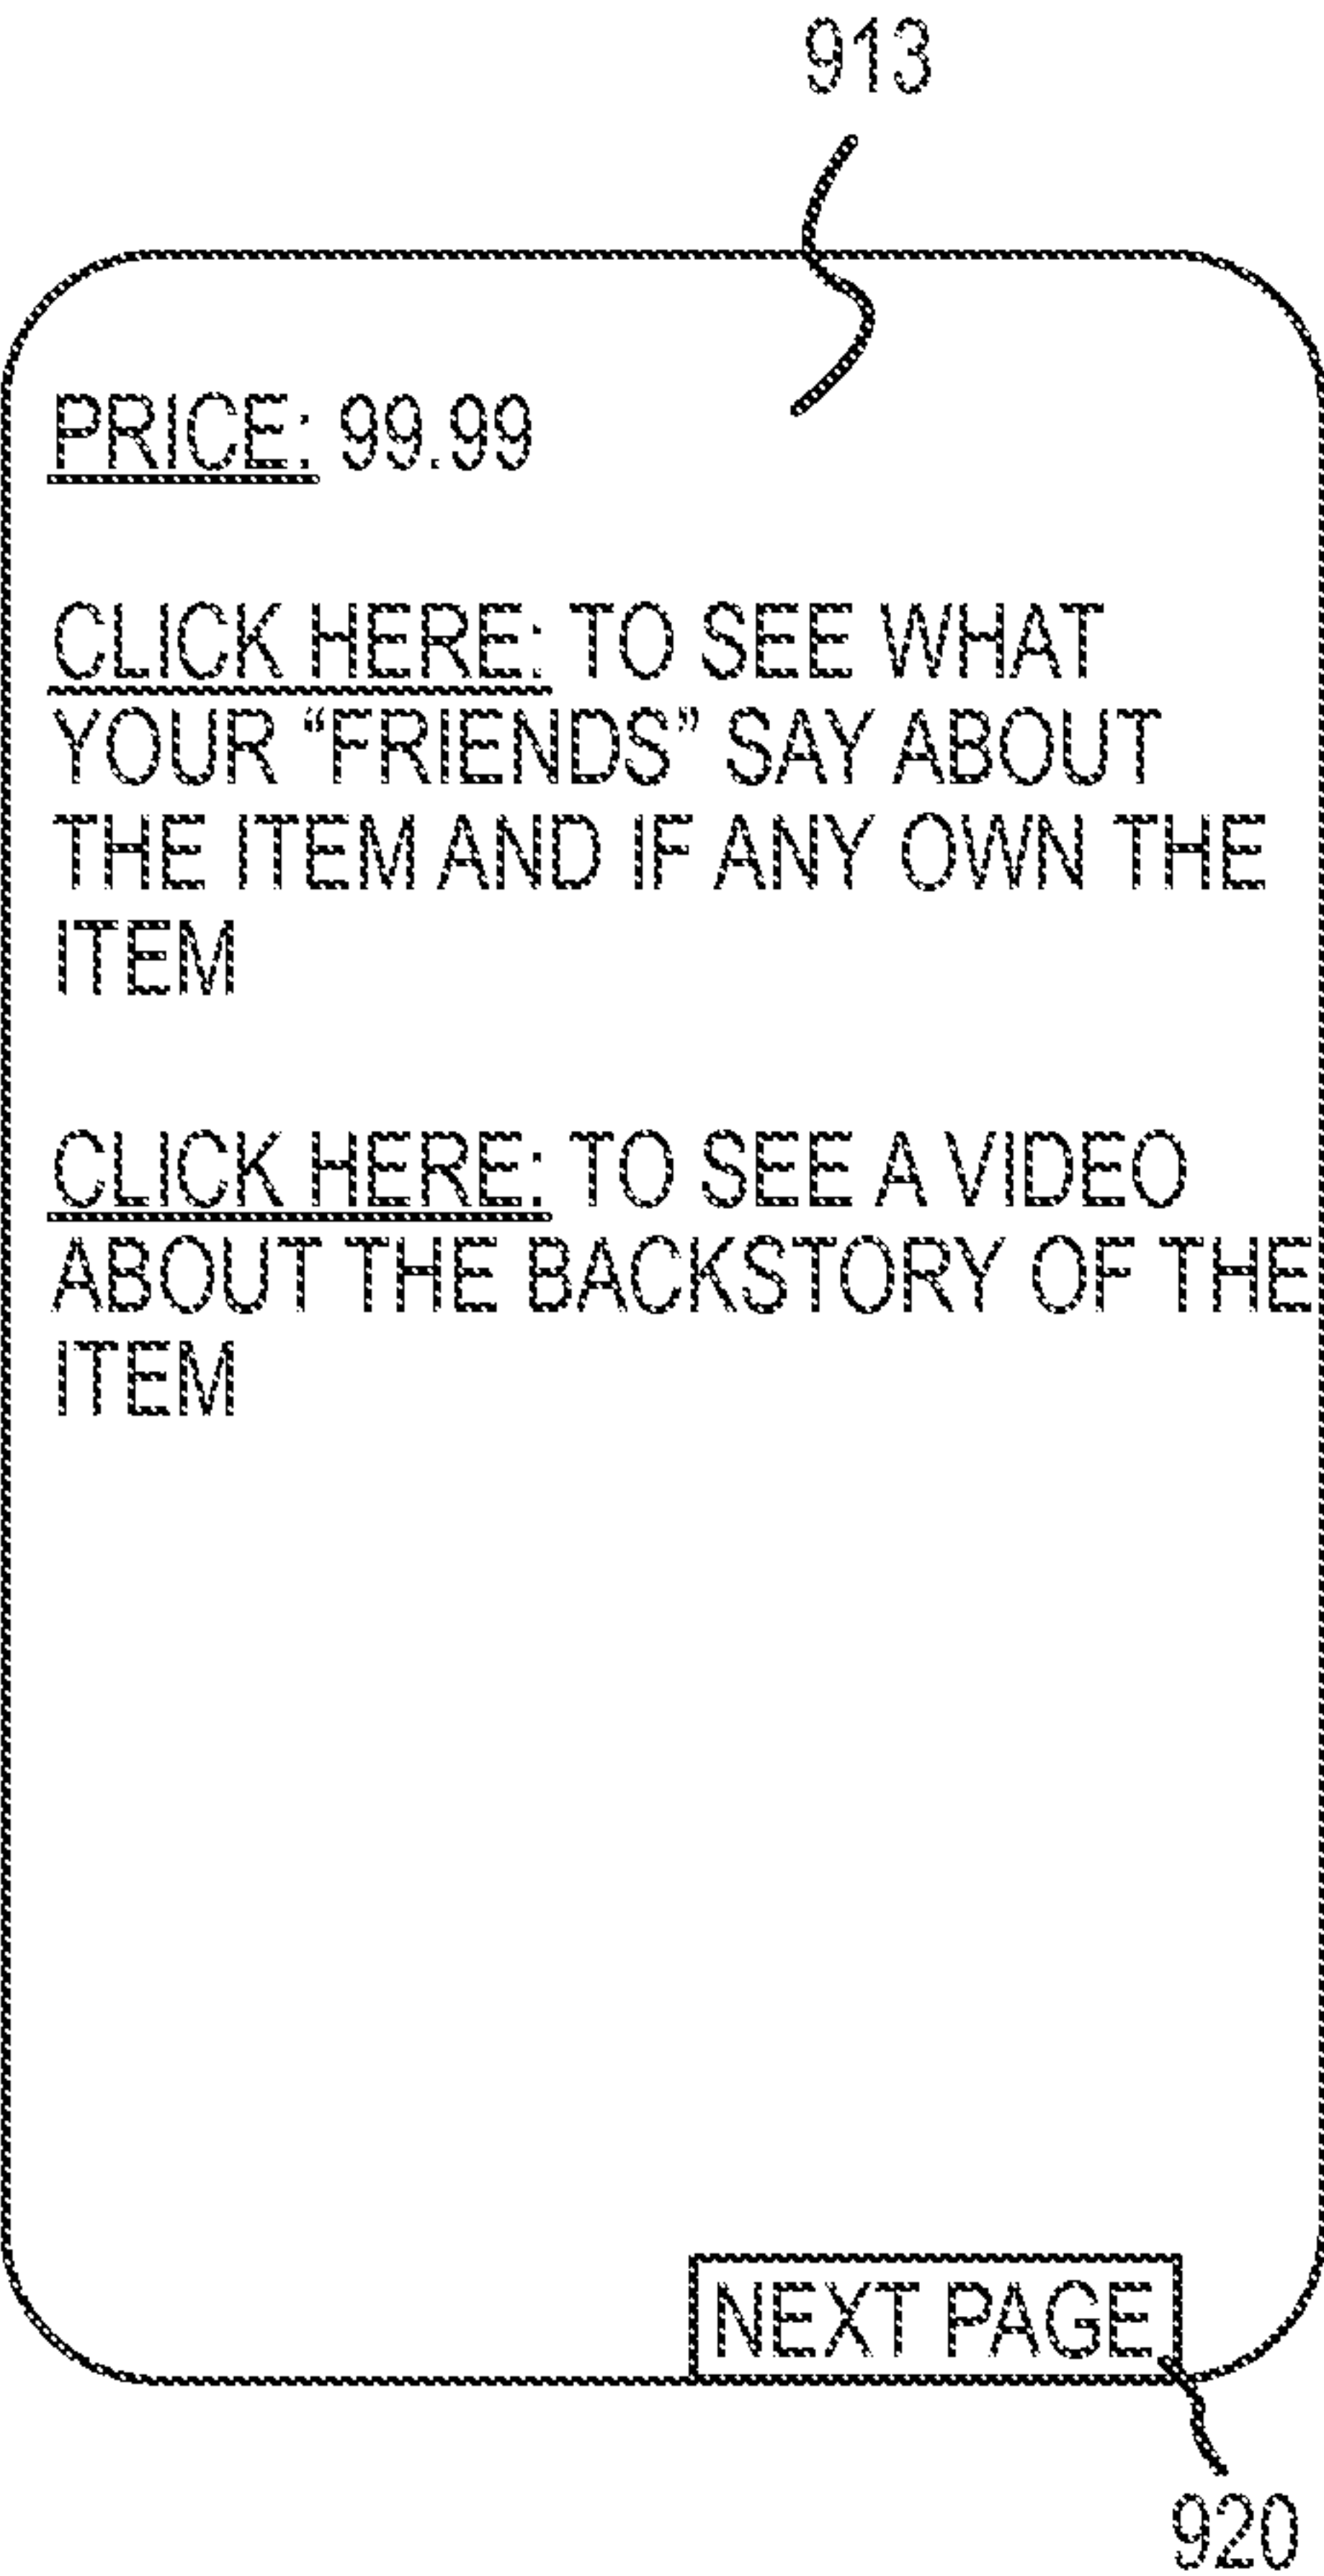 913
PRICE: 99.99
CLICK HERE: TO SEE WHAT
YOUR “FRIENDS” SAY ABOUT
THE ITEM AND IF ANY OWN THE
ITEM
CLICK HERE: TO SEE A VIDEO
ABOUT THE BACKSTORY OF THE
ITEM
NEXT PAGE
920